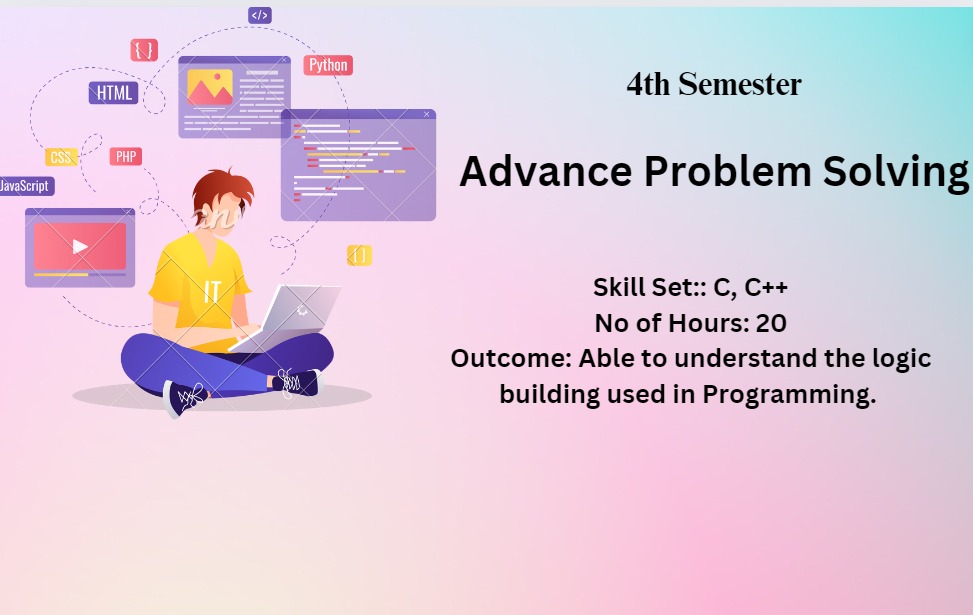 </>
{ }
Python
HTML
CSS
PHP
JavaScript
[ ]
IT
4th Semester
Advance Problem Solving
Skill Set:: C, C++
No of Hours: 20
Outcome: Able to understand the logic
building used in Programming.